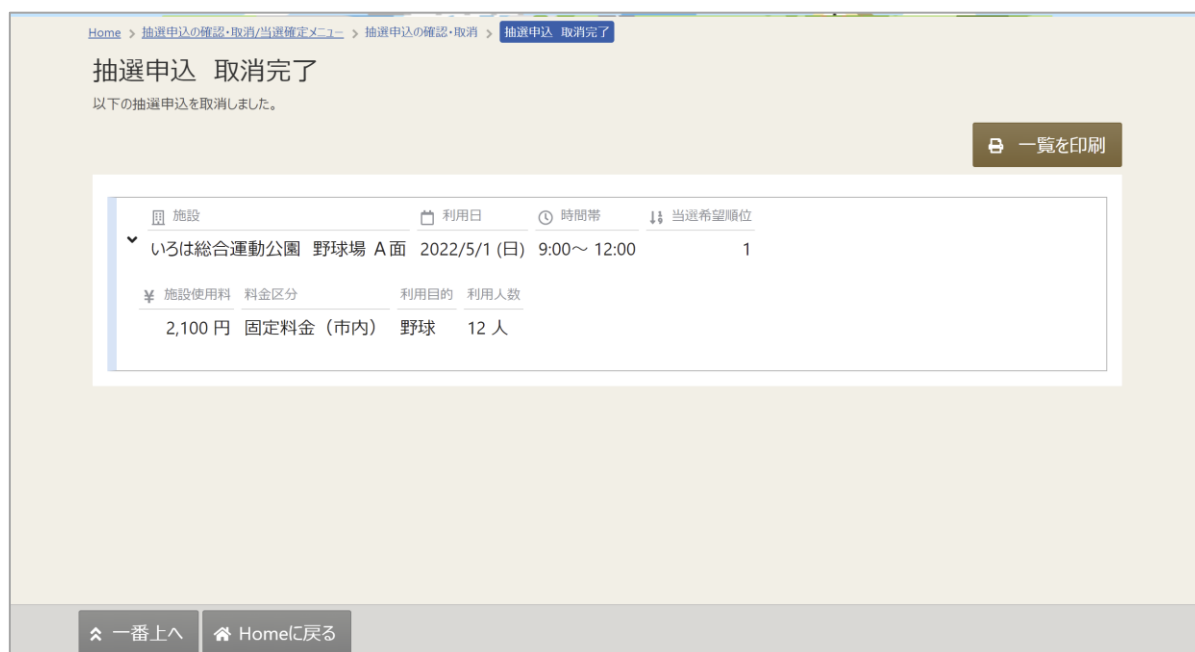 Home > 抽選申込の確認・取消/当選確定メニュー > 抽選申込の確認・取消 > 抽選申込 取消完了
抽選申込 取消完了
以下の抽選申込を取消しました。
一覧を印刷
施設 利用日 時間帯 当選希望順位
いろは総合運動公園 野球場 A面 2022/5/1 (日) 9:00～ 12:00 1
¥ 施設使用料 料金区分 利用目的 利用人数
2,100 円 固定料金（市内） 野球 12 人
一番上へ Homeに戻る